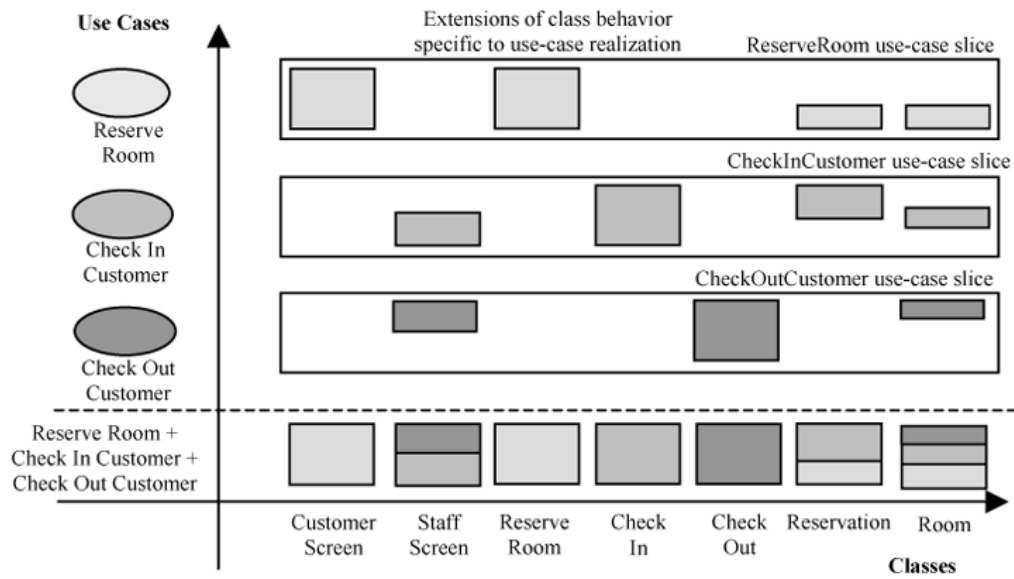 Use Cases
Extensions of class behavior
specific to use-case realization
ReserveRoom use-case slice
Reserve
Room
CheckInCustomer use-case slice
Check In
Customer
CheckOutCustomer use-case slice
Check Out
Customer
Reserve Room +
Check In Customer +
Check Out Customer
Customer
Screen
Staff
Screen
Reserve
Room
Check
In
Check
Out
Reservation
Room
Classes